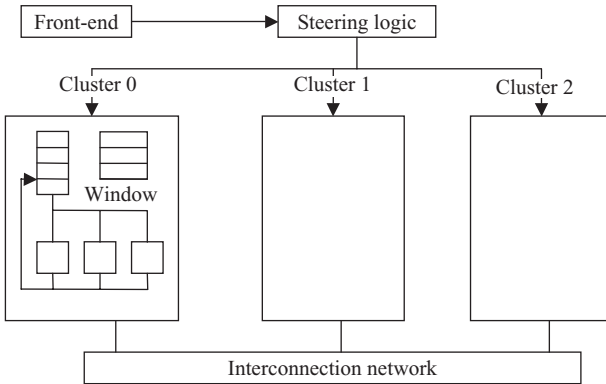 Front-end
Steering logic
Cluster 0
Cluster 1
Cluster 2
Window
Interconnection network